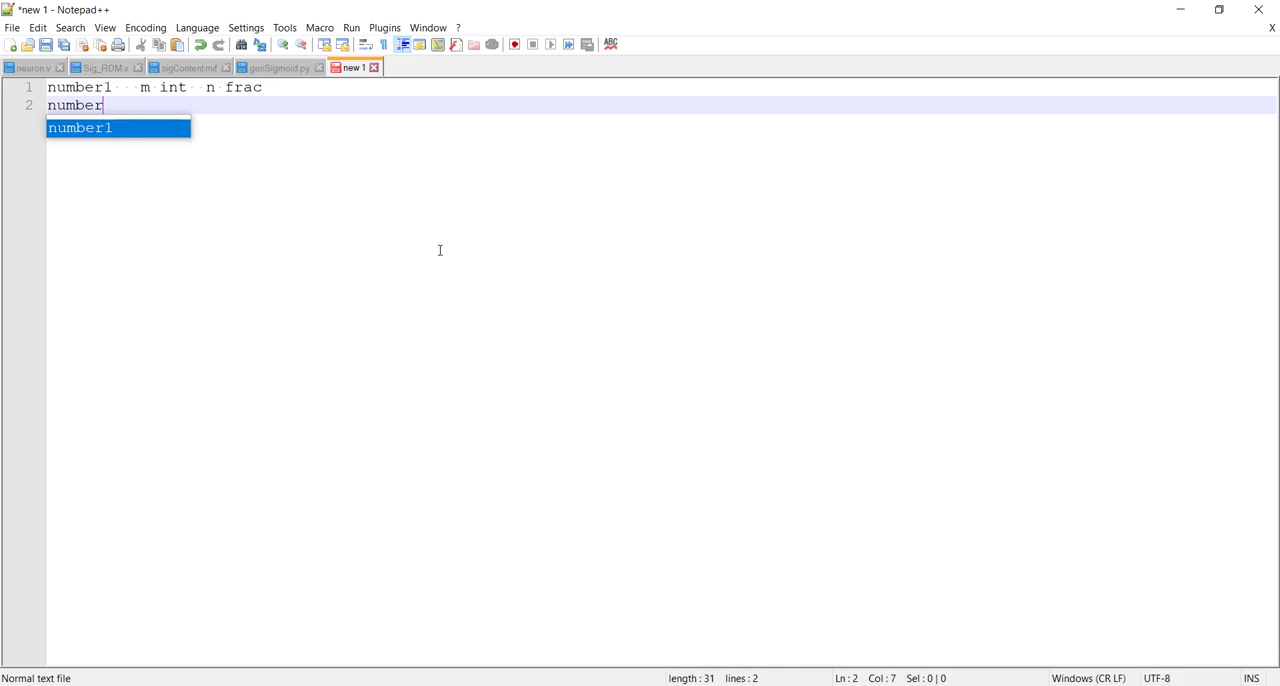 *new 1 - Notepad++
File Edit Search View Encoding Language Settings Tools Macro Run Plugins Window ? X
neuron.v Sig_ROM.v sigContent.mif genSigmoid.py new 1
1 number1 m int n frac
2 number
number1
Normal text file length : 31 lines : 2 Ln : 2 Col : 7 Sel : 0 | 0 Windows (CR LF) UTF-8 INS